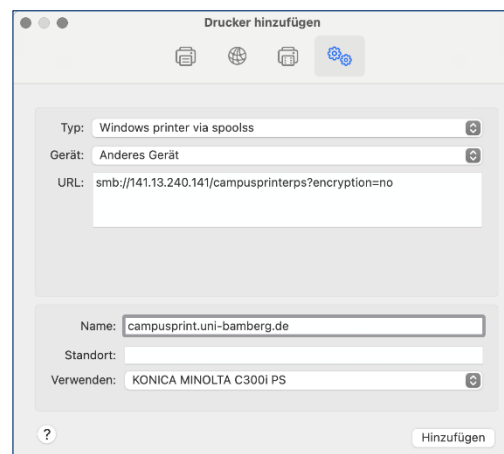 Drucker hinzufügen
Typ: Windows printer via spoolss
Gerät: Anderes Gerät
URL: smb://141.13.240.141/campusprinterps?encryption=no
Name: campusprint.uni-bamberg.de
Standort:
Verwenden: KONICA MINOLTA C300i PS
?
Hinzufügen